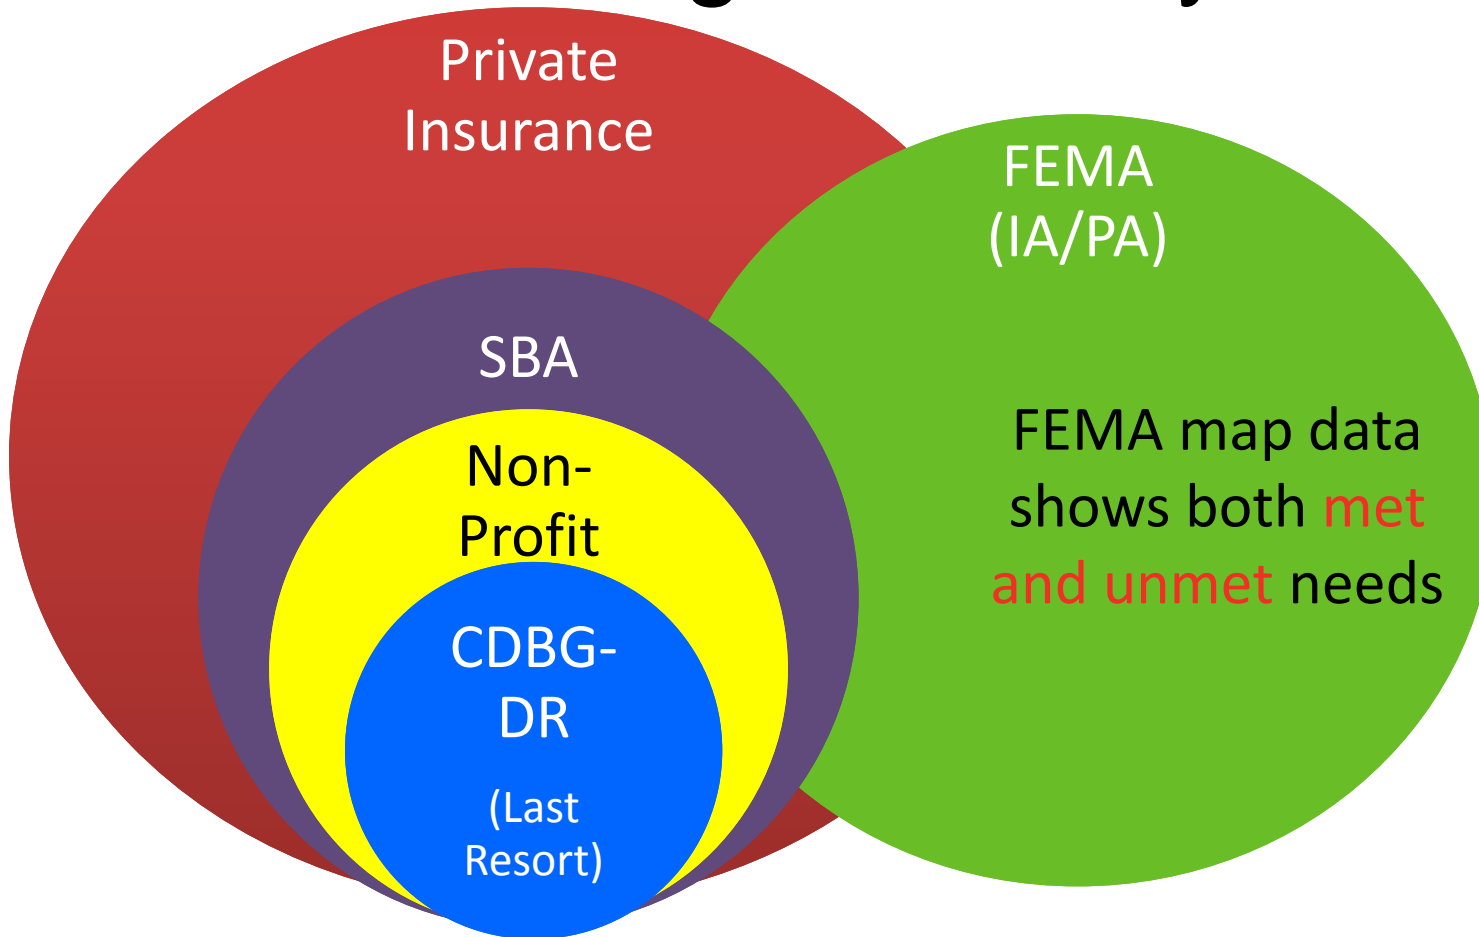 Private
Insurance
FEMA
(IA/PA)
SBA
FEMA map data
shows both met
and unmet needs
Non-
Profit
CDBG-
DR
(Last
Resort)